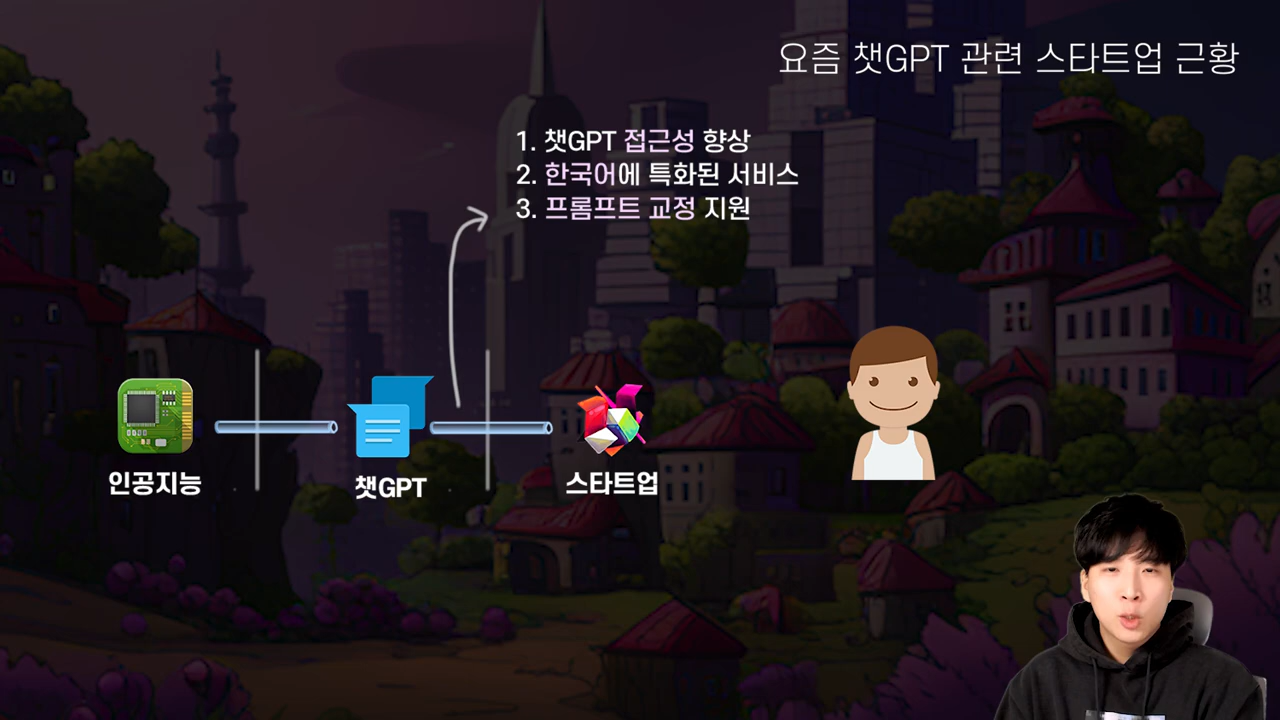 요즘 챗GPT 관련 스타트업 근황
1. 챗GPT 접근성 향상
2. 한국어에 특화된 서비스
3. 프롬프트 교정 지원
인공지능
챗GPT
스타트업